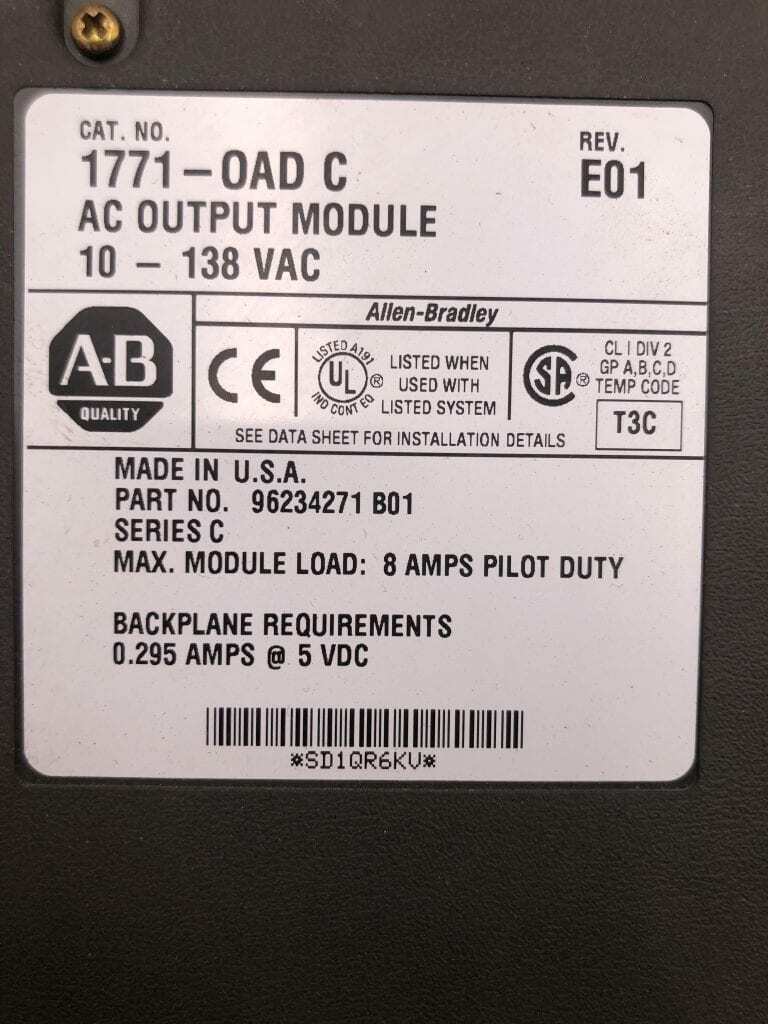 CAT. NO.
1771-OAD C
REV.
E01
AC OUTPUT MODULE
10 - 138 VAC
Allen-Bradley
A-B
QUALITY
CE
LISTED A197
UL ®
IND CONT EQ
LISTED WHEN
USED WITH
LISTED SYSTEM
SA ®
CL I DIV 2
GP A,B,C,D
TEMP CODE
T3C
SEE DATA SHEET FOR INSTALLATION DETAILS
MADE IN U.S.A.
PART NO. 96234271 B01
SERIES C
MAX. MODULE LOAD: 8 AMPS PILOT DUTY
BACKPLANE REQUIREMENTS
0.295 AMPS @ 5 VDC
*SD1QR6KV*